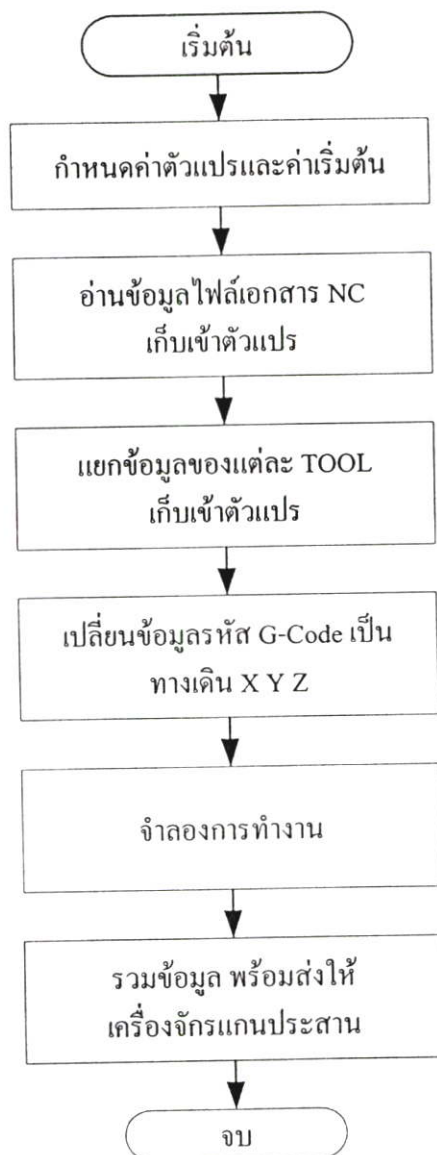 เริ่มต้น
กำหนดค่าตัวแปรและค่าเริ่มต้น
อ่านข้อมูลไฟล์เอกสาร NC
เก็บเข้าตัวแปร
แยกข้อมูลของแต่ละ TOOL
เก็บเข้าตัวแปร
เปลี่ยนข้อมูลรหัส G-Code เป็น
ทางเดิน X Y Z
จำลองการทำงาน
รวมข้อมูล พร้อมส่งให้
เครื่องจักรแกนประสาน
จบ